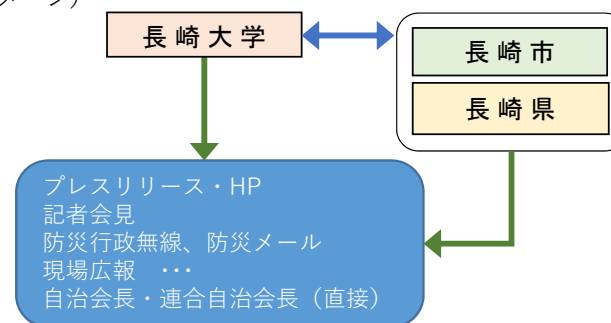 長崎大学
長崎市
長崎県
プレスリリース・HP
記者会見
防災行政無線、防災メール
現場広報　・・・
自治会長・連合自治会長（直接）